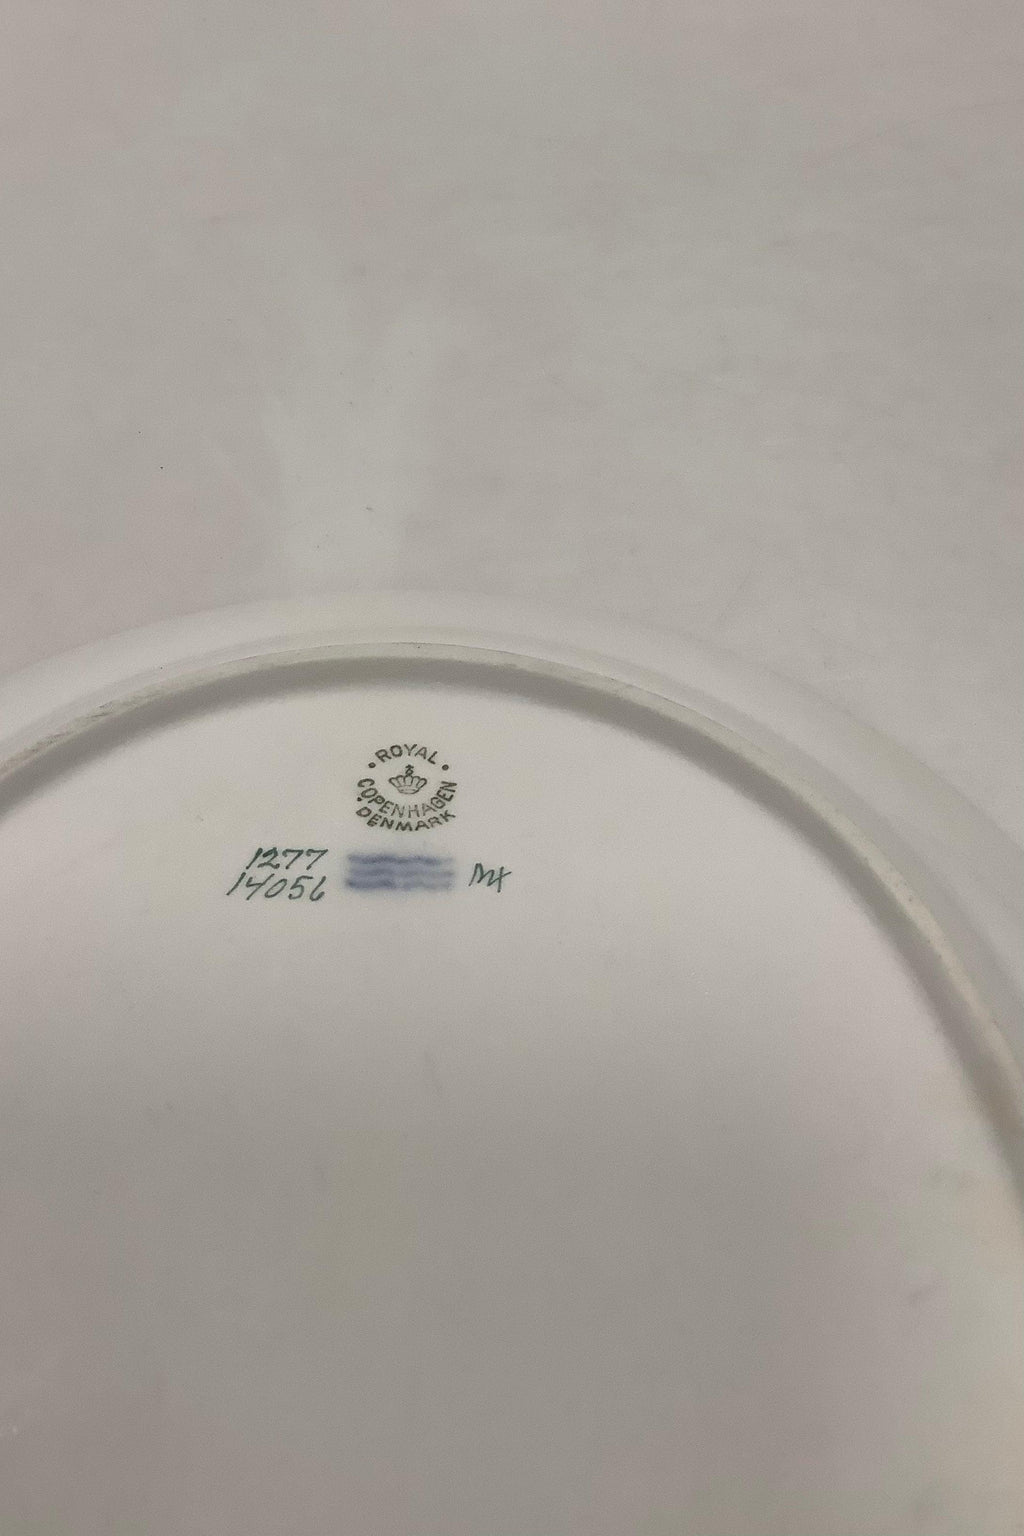 ROYAL
COPENHAGEN
DENMARK
1277
14056